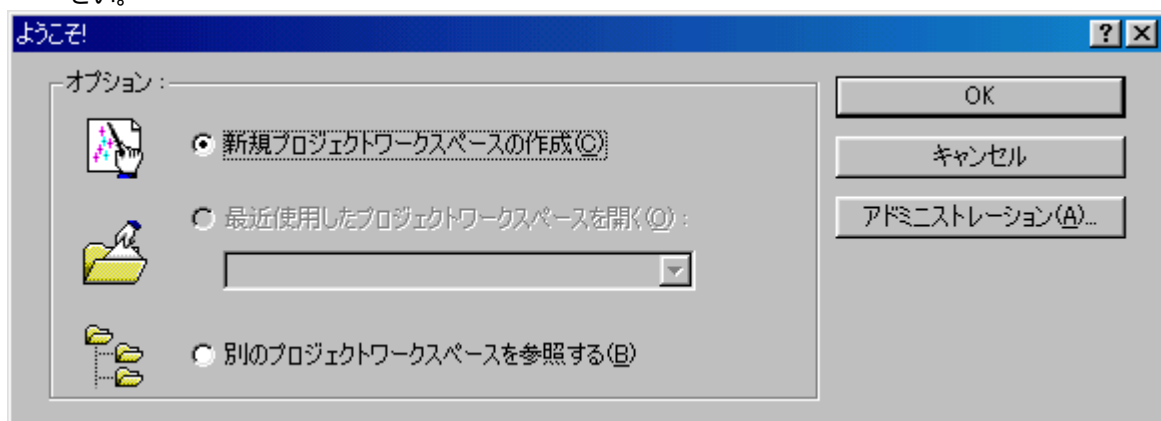 さい。
ようこそ!
オプション：
新規プロジェクトワークスペースの作成(C)
最近使用したプロジェクトワークスペースを開く(O)：
別のプロジェクトワークスペースを参照する(B)
OK
キャンセル
アドミニストレーション(A)...